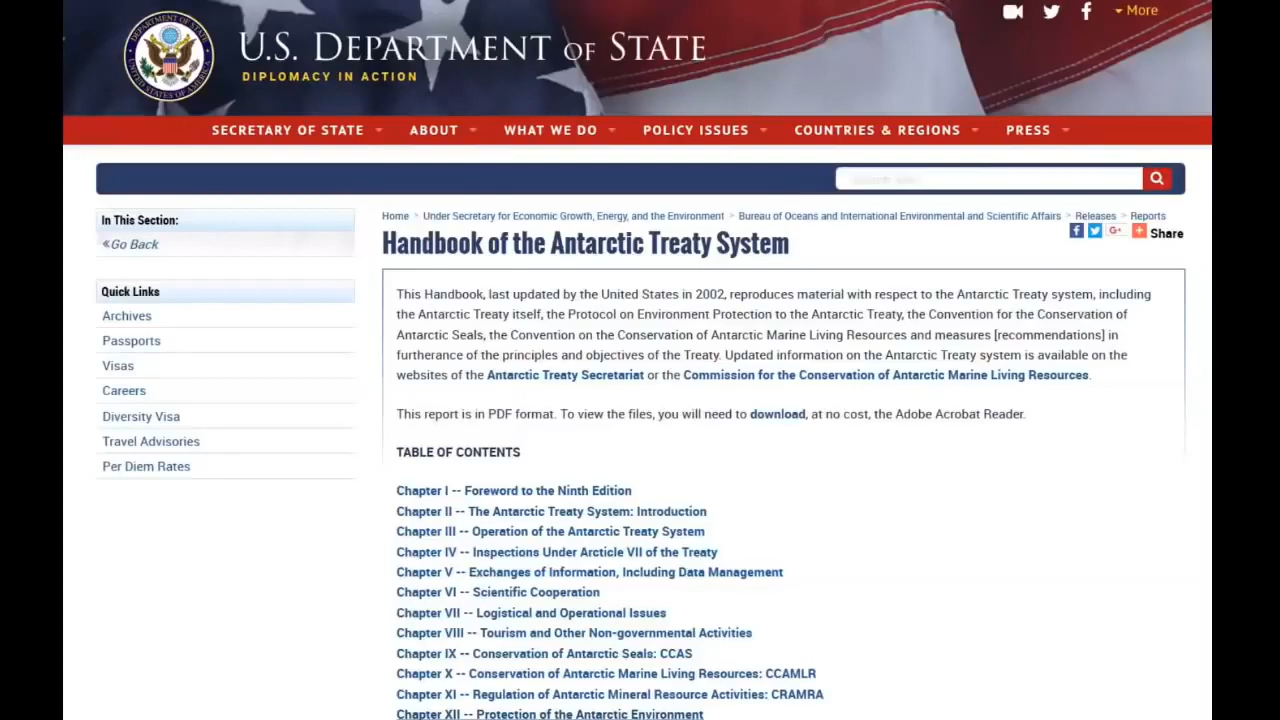 U.S. DEPARTMENT OF STATE
DIPLOMACY IN ACTION
More
SECRETARY OF STATE ABOUT WHAT WE DO POLICY ISSUES COUNTRIES & REGIONS PRESS
In This Section:
«Go Back
Quick Links
Archives
Passports
Visas
Careers
Diversity Visa
Travel Advisories
Per Diem Rates
Home > Under Secretary for Economic Growth, Energy, and the Environment > Bureau of Oceans and International Environmental and Scientific Affairs > Releases > Reports
Share
Handbook of the Antarctic Treaty System
This Handbook, last updated by the United States in 2002, reproduces material with respect to the Antarctic Treaty system, including
the Antarctic Treaty itself, the Protocol on Environment Protection to the Antarctic Treaty, the Convention for the Conservation of
Antarctic Seals, the Convention on the Conservation of Antarctic Marine Living Resources and measures [recommendations] in
furtherance of the principles and objectives of the Treaty. Updated information on the Antarctic Treaty system is available on the
websites of the Antarctic Treaty Secretariat or the Commission for the Conservation of Antarctic Marine Living Resources.
This report is in PDF format. To view the files, you will need to download, at no cost, the Adobe Acrobat Reader.
TABLE OF CONTENTS
Chapter I -- Foreword to the Ninth Edition
Chapter II -- The Antarctic Treaty System: Introduction
Chapter III -- Operation of the Antarctic Treaty System
Chapter IV -- Inspections Under Arcticle VII of the Treaty
Chapter V -- Exchanges of Information, Including Data Management
Chapter VI -- Scientific Cooperation
Chapter VII -- Logistical and Operational Issues
Chapter VIII -- Tourism and Other Non-governmental Activities
Chapter IX -- Conservation of Antarctic Seals: CCAS
Chapter X -- Conservation of Antarctic Marine Living Resources: CCAMLR
Chapter XI -- Regulation of Antarctic Mineral Resource Activities: CRAMRA
Chapter XII -- Protection of the Antarctic Environment